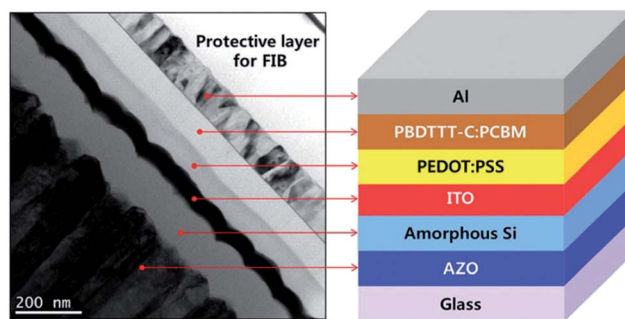 Protective layer
for FIB
200 nm
Al
PBDTTT-C:PCBM
PEDOT:PSS
ITO
Amorphous Si
AZO
Glass